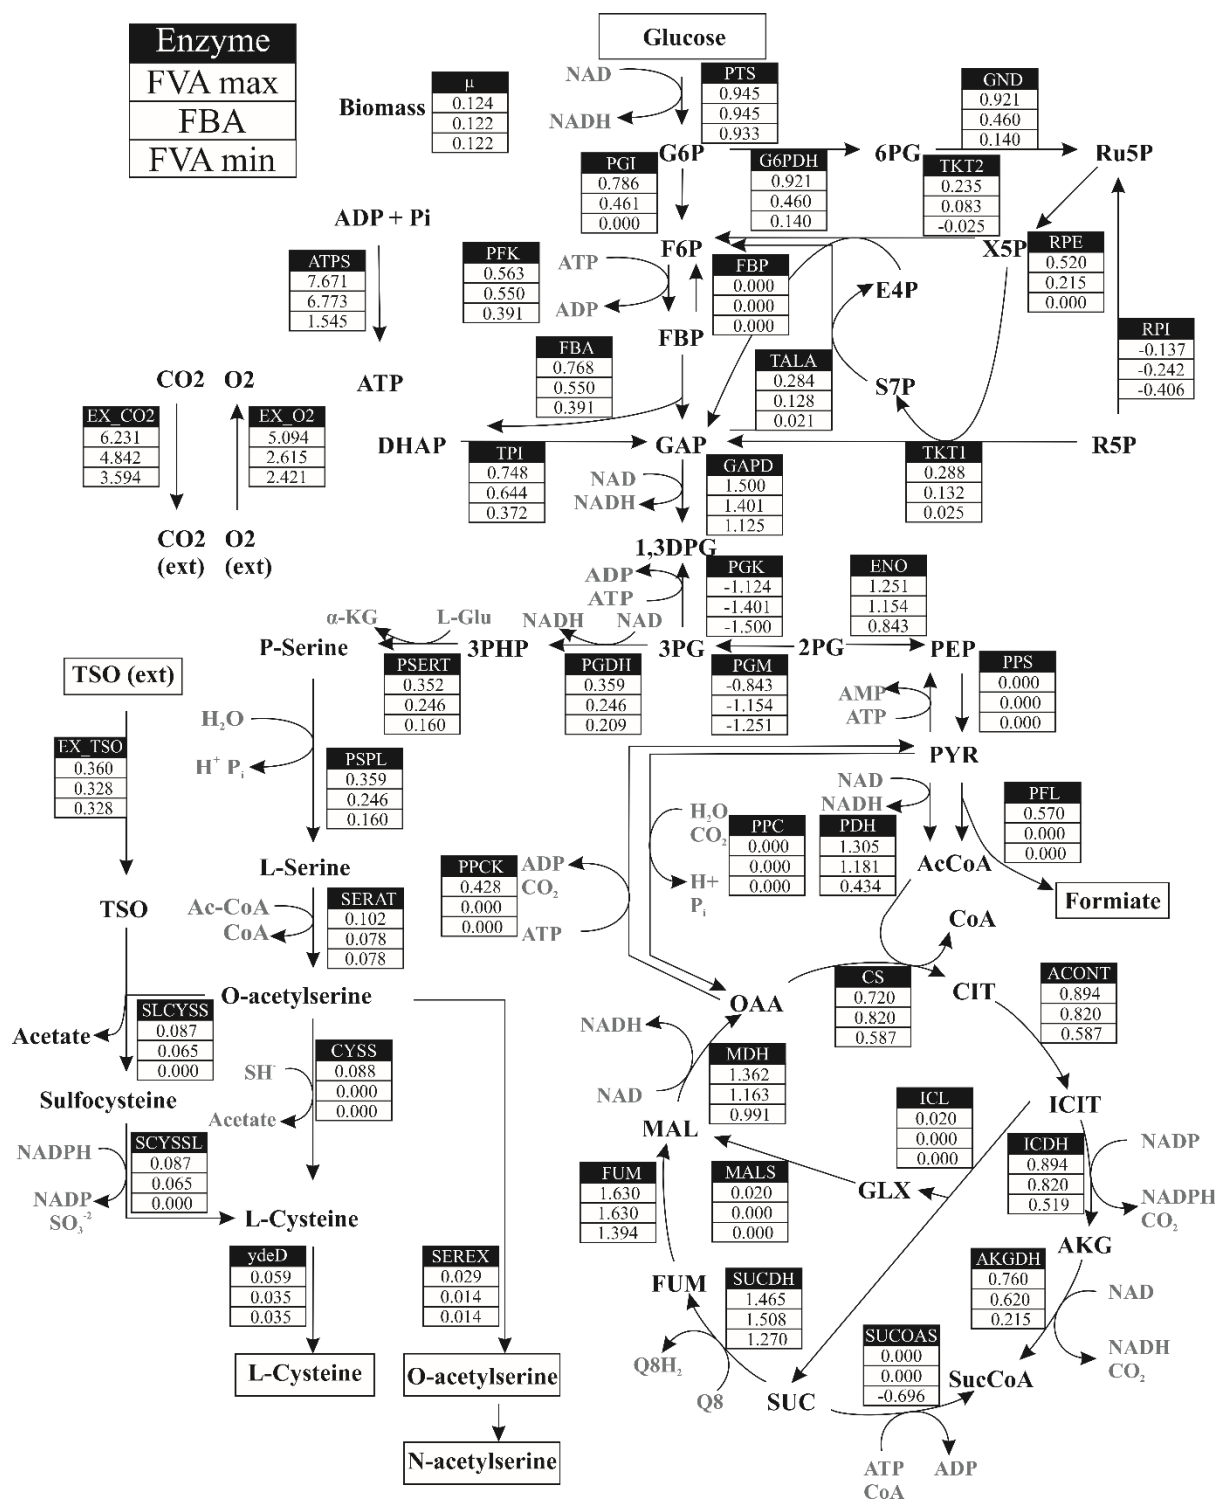 Enzyme
FVA max
FBA
FVA min
Biomass
μ
0.124
0.122
0.122
Glucose
NAD
NADH
PTS
0.945
0.945
0.933
GND
0.921
0.460
0.140
G6P
6PG
Ru5P
PGI
0.786
0.461
0.000
G6PDH
0.921
0.460
0.140
TKT2
0.235
0.083
-0.025
ADP + Pi
ATPS
7.671
6.773
1.545
ATP
PFK
0.563
0.550
0.391
ATP
ADP
F6P
FBP
0.000
0.000
0.000
X5P
RPE
0.520
0.215
0.000
E4P
FBP
RPI
-0.137
-0.242
-0.406
FBA
0.768
0.550
0.391
TALA
0.284
0.128
0.021
S7P
CO2
O2
EX_CO2
6.231
4.842
3.594
EX_O2
5.094
2.615
2.421
CO2
(ext)
O2
(ext)
DHAP
TPI
0.748
0.644
0.372
GAP
R5P
TKT1
0.288
0.132
0.025
NAD
NADH
GAPD
1.500
1.401
1.125
1,3DPG
ADP
ATP
PGK
-1.124
-1.401
-1.500
ENO
1.251
1.154
0.843
α-KG
L-Glu
NADH
NAD
P-Serine
3PHP
3PG
2PG
PEP
PSERT
0.352
0.246
0.160
PGDH
0.359
0.246
0.209
PGM
-0.843
-1.154
-1.251
PPS
0.000
0.000
0.000
AMP
ATP
TSO (ext)
EX_TSO
0.360
0.328
0.328
H2O
H+ Pi
PSPL
0.359
0.246
0.160
PYR
NAD
NADH
PFL
0.570
0.000
0.000
H2O
CO2
H+
Pi
PPC
0.000
0.000
0.000
PDH
1.305
1.181
0.434
AcCoA
Formiate
L-Serine
PPCK
0.428
0.000
0.000
ADP
CO2
ATP
TSO
Ac-CoA
CoA
SERAT
0.102
0.078
0.078
CoA
O-acetylserine
OAA
CS
0.720
0.820
0.587
CIT
ACONT
0.894
0.820
0.587
Acetate
SLCYSS
0.087
0.065
0.000
SH-
Acetate
CYSS
0.088
0.000
0.000
NADH
NAD
MDH
1.362
1.163
0.991
Sulfocysteine
MAL
ICL
0.020
0.000
0.000
ICIT
NADPH
NADP
SO3-2
SCYSSL
0.087
0.065
0.000
FUM
1.630
1.630
1.394
MALS
0.020
0.000
0.000
GLX
ICDH
0.894
0.820
0.519
NADP
NADPH
CO2
L-Cysteine
AKG
ydeD
0.059
0.035
0.035
SEREX
0.029
0.014
0.014
FUM
SUCDH
1.465
1.508
1.270
AKGDH
0.760
0.620
0.215
NAD
NADH
CO2
Q8H2
Q8
SUCOAS
0.000
0.000
-0.696
L-Cysteine
O-acetylserine
SUC
SucCoA
N-acetylserine
ATP
CoA
ADP